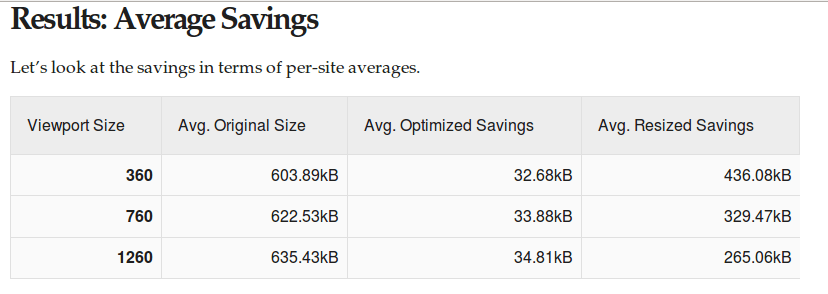 Results: Average Savings
Let’s look at the savings in terms of per-site averages.
Viewport Size Avg. Original Size Avg. Optimized Savings Avg. Resized Savings
360 603.89kB 32.68kB 436.08kB
760 622.53kB 33.88kB 329.47kB
1260 635.43kB 34.81kB 265.06kB